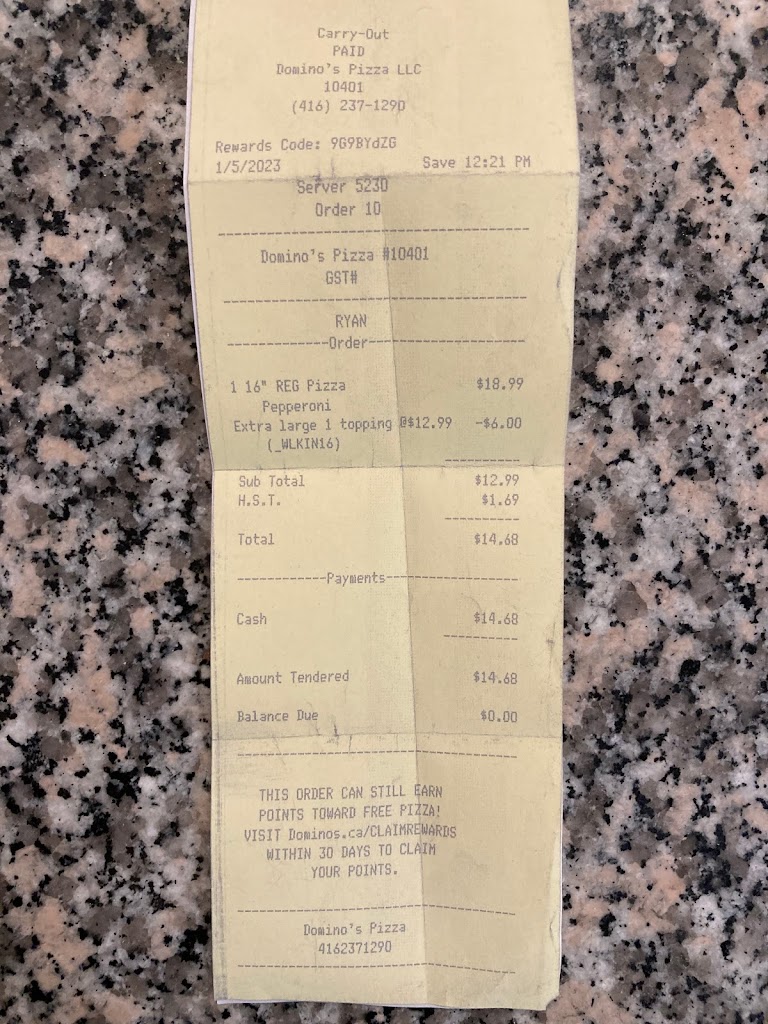 Carry-Out
PAID
Domino's Pizza LLC
10401
(416) 237-1290
Rewards Code: 9G9BYdZG
1/5/2023 Save 12:21 PM
Server 5230
Order 10
Domino's Pizza #10401
GST#
RYAN
------------Order------------
1 16" REG Pizza $18.99
Pepperoni
Extra large 1 topping @$12.99 -$6.00
(_WLKIN16)
Sub Total $12.99
H.S.T. $1.69
Total $14.68
-----------Payments----------------
Cash $14.68
Amount Tendered $14.68
Balance Due $0.00
THIS ORDER CAN STILL EARN
POINTS TOWARD FREE PIZZA!
VISIT Dominos.ca/CLAIMREWARDS
WITHIN 30 DAYS TO CLAIM
YOUR POINTS.
Domino's Pizza
4162371290